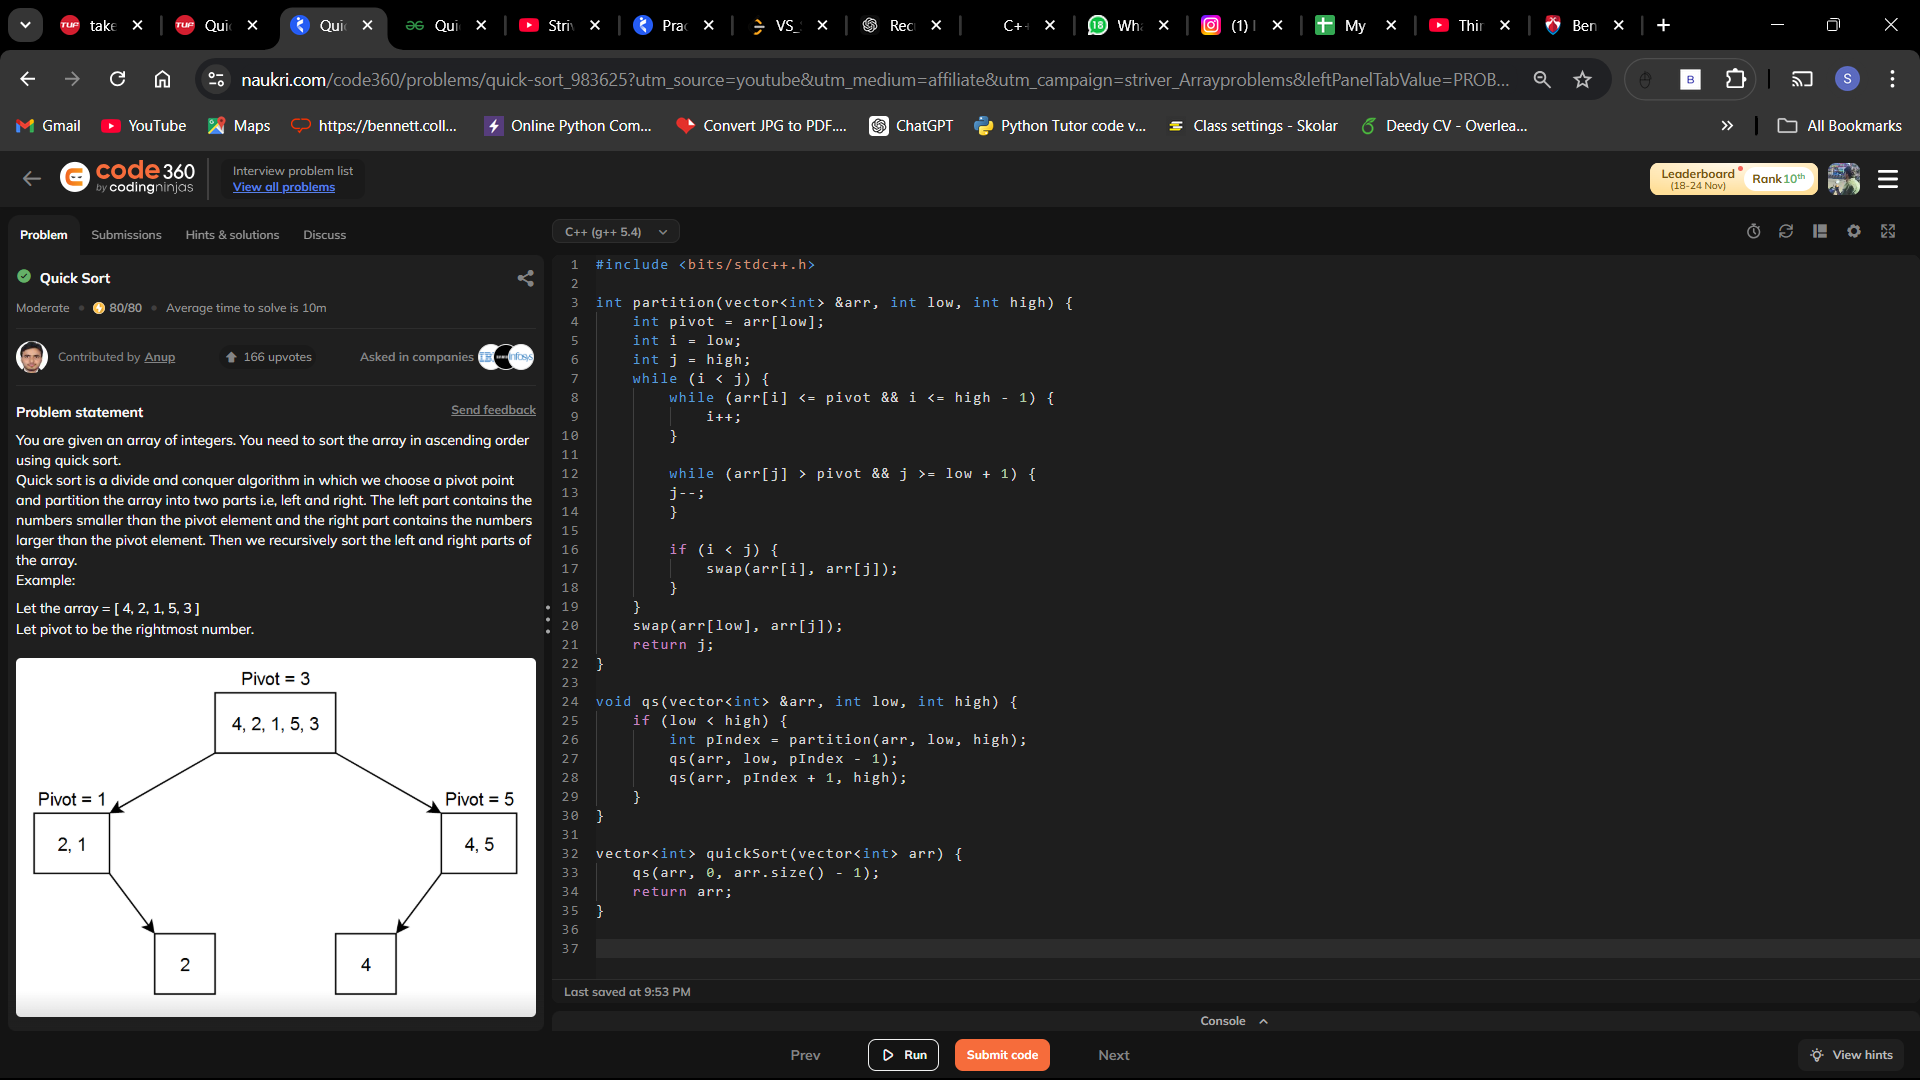 take
Quic
Quic
Quic
Striv
Prac
VS_
Recu
C++
Wha
(1) I
My
Thin
Ben
naukri.com/code360/problems/quick-sort_983625?utm_source=youtube&utm_medium=affiliate&utm_campaign=striver_Arrayproblems&leftPanelTabValue=PROB...
B
S
Gmail
YouTube
Maps
https://bennett.coll...
Online Python Com...
Convert JPG to PDF....
ChatGPT
Python Tutor code v...
Class settings - Skolar
Deedy CV - Overlea...
All Bookmarks
code 360
by codingninjas
Interview problem list
View all problems
Leaderboard
(18-24 Nov)
Rank 10th
Problem
Submissions
Hints & solutions
Discuss
Quick Sort
Moderate
80/80
Average time to solve is 10m
Contributed by Anup
166 upvotes
Asked in companies
Problem statement
Send feedback
You are given an array of integers. You need to sort the array in ascending order
using quick sort.
Quick sort is a divide and conquer algorithm in which we choose a pivot point
and partition the array into two parts i.e, left and right. The left part contains the
numbers smaller than the pivot element and the right part contains the numbers
larger than the pivot element. Then we recursively sort the left and right parts of
the array.
Example:
Let the array = [ 4, 2, 1, 5, 3 ]
Let pivot to be the rightmost number.
Pivot = 3
4, 2, 1, 5, 3
Pivot = 1
Pivot = 5
2, 1
4, 5
2
4
C++ (g++ 5.4)
1 #include <bits/stdc++.h>
2
3 int partition(vector<int> &arr, int low, int high) {
4 int pivot = arr[low];
5 int i = low;
6 int j = high;
7 while (i < j) {
8 while (arr[i] <= pivot && i <= high - 1) {
9 i++;
10 }
11
12 while (arr[j] > pivot && j >= low + 1) {
13 j--;
14 }
15
16 if (i < j) {
17 swap(arr[i], arr[j]);
18 }
19 }
20 swap(arr[low], arr[j]);
21 return j;
22 }
23
24 void qs(vector<int> &arr, int low, int high) {
25 if (low < high) {
26 int pIndex = partition(arr, low, high);
27 qs(arr, low, pIndex - 1);
28 qs(arr, pIndex + 1, high);
29 }
30 }
31
32 vector<int> quickSort(vector<int> arr) {
33 qs(arr, 0, arr.size() - 1);
34 return arr;
35 }
36
37
Last saved at 9:53 PM
Console
Prev
Run
Submit code
Next
View hints